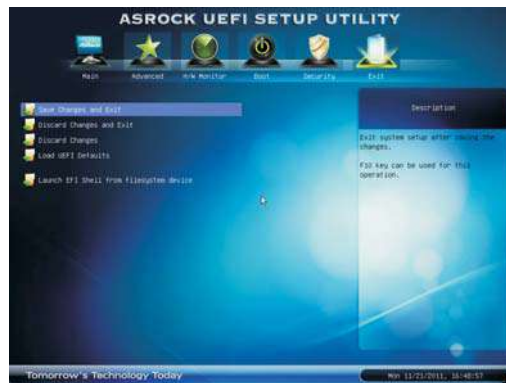 ASROCK UEFI SETUP UTILITY
Main Advanced H/W Monitor Boot Security Exit
Save Changes and Exit
Discard Changes and Exit
Discard Changes
Load UEFI Defaults
Launch EFI Shell from filesystem device
Description
Exit system setup after saving the
changes.
F10 key can be used for this
operation.
Tomorrow's Technology Today
Mon 11/21/2011, 16:48:57